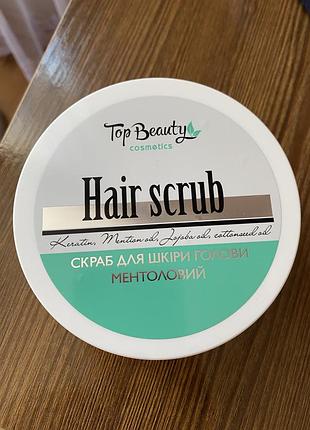 Top Beauty
cosmetics
Hair scrub
Keratin, Mention oil, Jojoba oil, cottonseed oil
СКРАБ ДЛЯ ШКІРИ ГОЛОВИ
МЕНТОЛОВИЙ